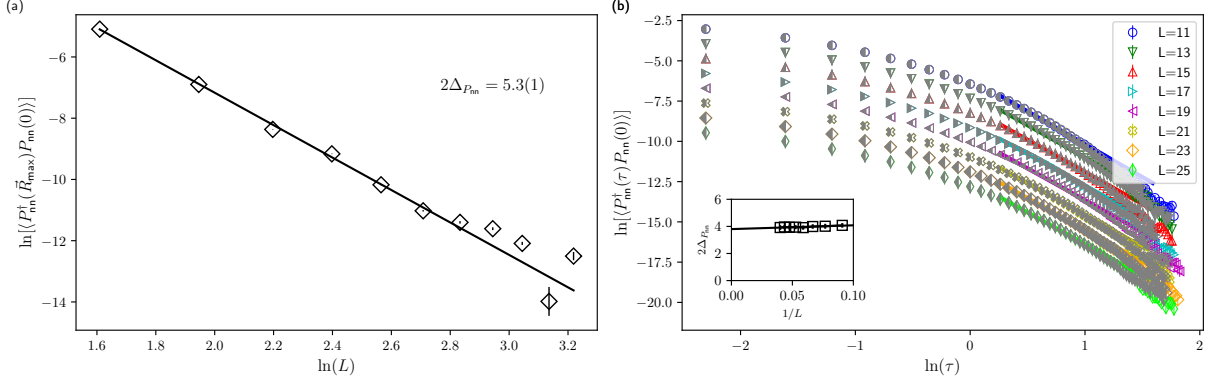 (a)
ln[⟨P†nn(R⃗max)Pnn(0)⟩]
−6
−8
−10
−12
−14
2Δ_Pnn = 5.3(1)
1.6
1.8
2.0
2.2
2.4
2.6
2.8
3.0
3.2
ln(L)
(b)
ln[⟨P†nn(τ)Pnn(0)⟩]
−2.5
−5.0
−7.5
−10.0
−12.5
−15.0
−17.5
−20.0
L=11
L=13
L=15
L=17
L=19
L=21
L=23
L=25
2Δ_Pnn
6
4
2
0
0.00
0.05
0.10
1/L
−2
−1
0
1
2
ln(τ)